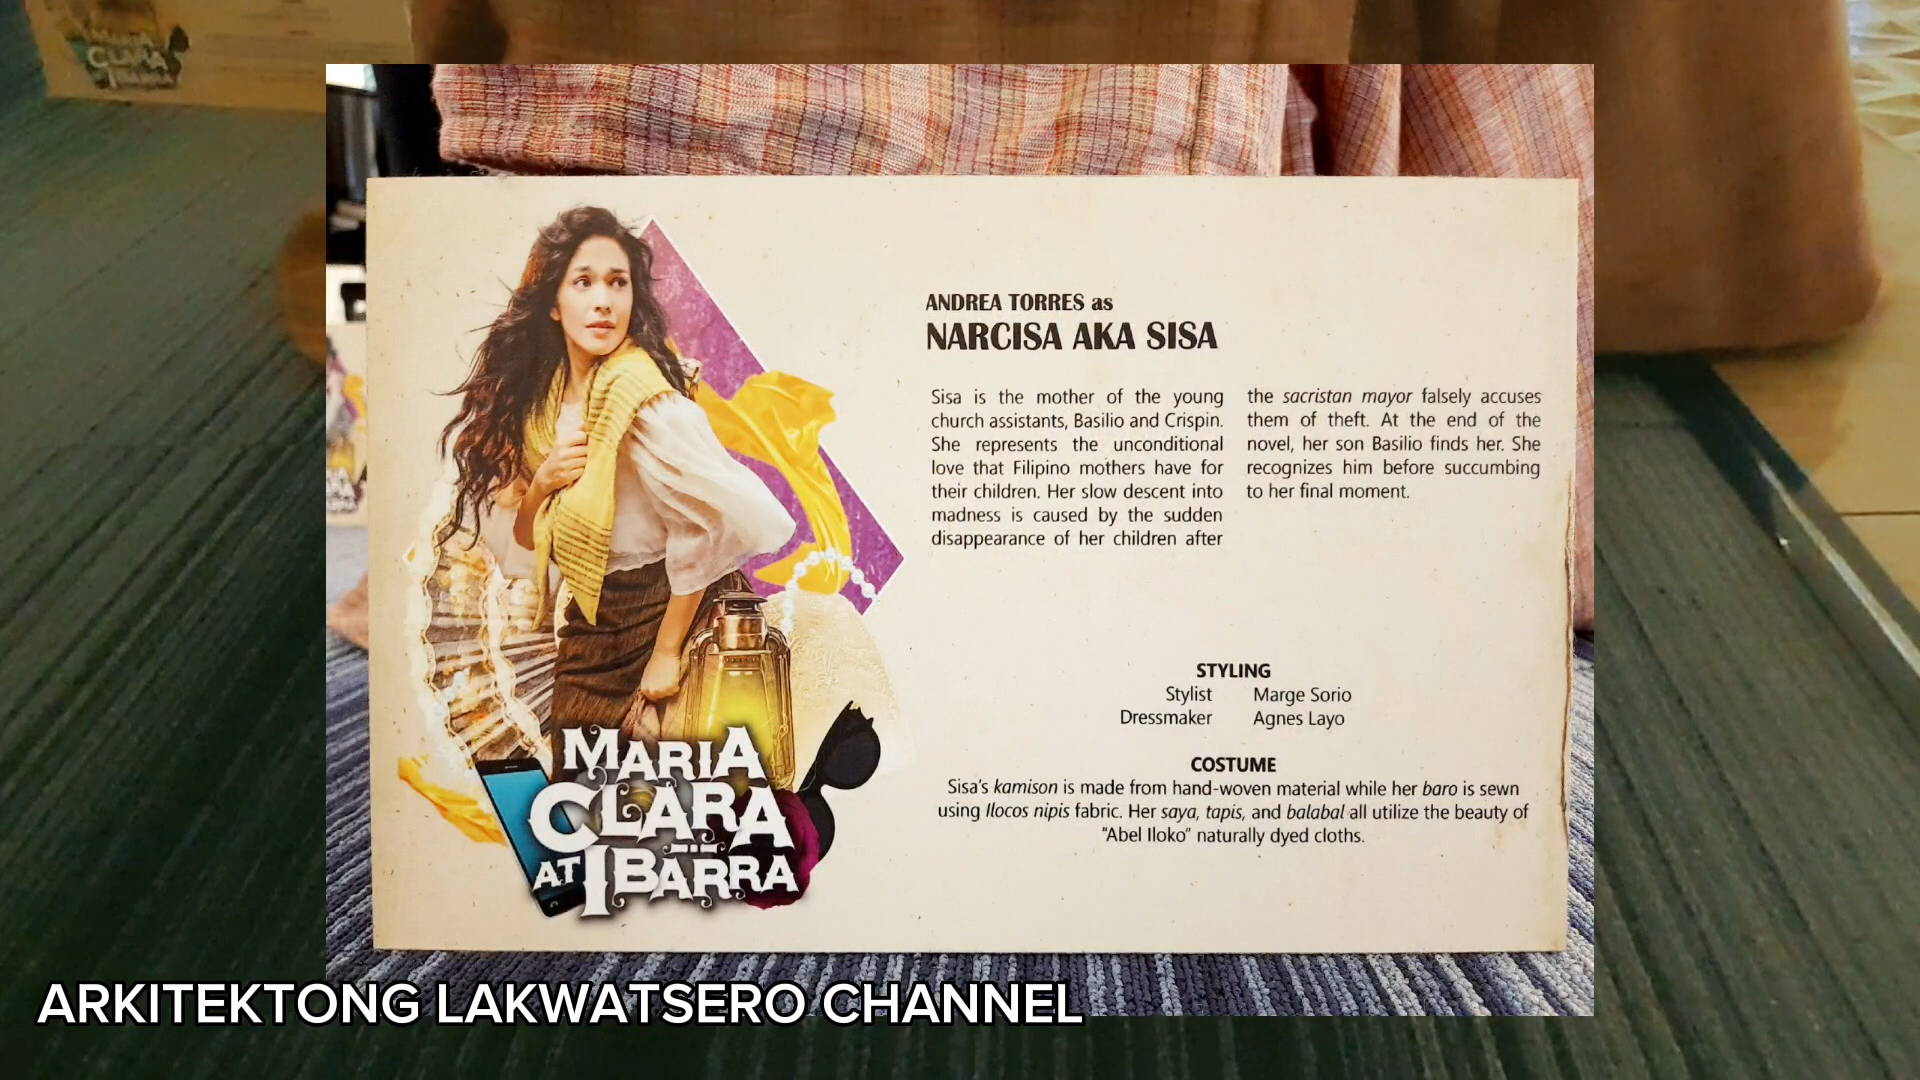 MARIA
CLARA
ANDREA TORRES as
NARCISA AKA SISA
Sisa is the mother of the young
church assistants, Basilio and Crispin.
She represents the unconditional
love that Filipino mothers have for
their children. Her slow descent into
madness is caused by the sudden
disappearance of her children after
the sacristan mayor falsely accuses
them of theft. At the end of the
novel, her son Basilio finds her. She
recognizes him before succumbing
to her final moment.
STYLING
Stylist Marge Sorio
Dressmaker Agnes Layo
COSTUME
Sisa's kamison is made from hand-woven material while her baro is sewn
using Ilocos nipis fabric. Her saya, tapis, and balabal all utilize the beauty of
"Abel Iloko" naturally dyed cloths.
MARIA
CLARA
AT IBARRA
ARKITEKTONG LAKWATSERO CHANNEL